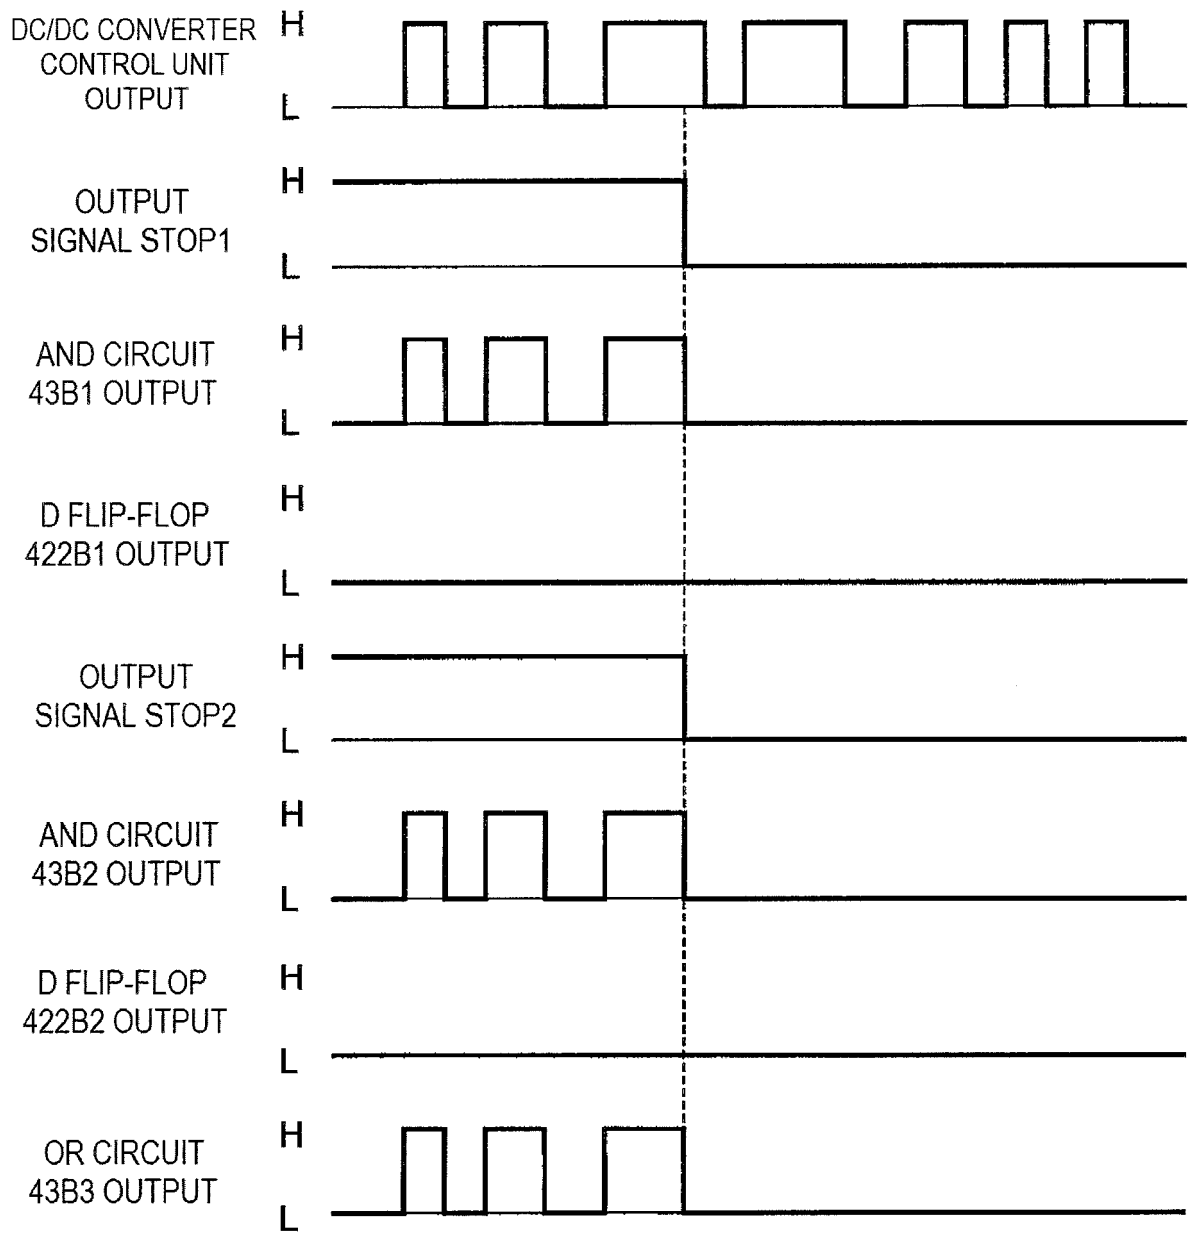 DC/DC CONVERTER
CONTROL UNIT
OUTPUT
H
L
OUTPUT
SIGNAL STOP1
H
L
AND CIRCUIT
43B1 OUTPUT
H
L
D FLIP-FLOP
422B1 OUTPUT
H
L
OUTPUT
SIGNAL STOP2
H
L
AND CIRCUIT
43B2 OUTPUT
H
L
D FLIP-FLOP
422B2 OUTPUT
H
L
OR CIRCUIT
43B3 OUTPUT
H
L